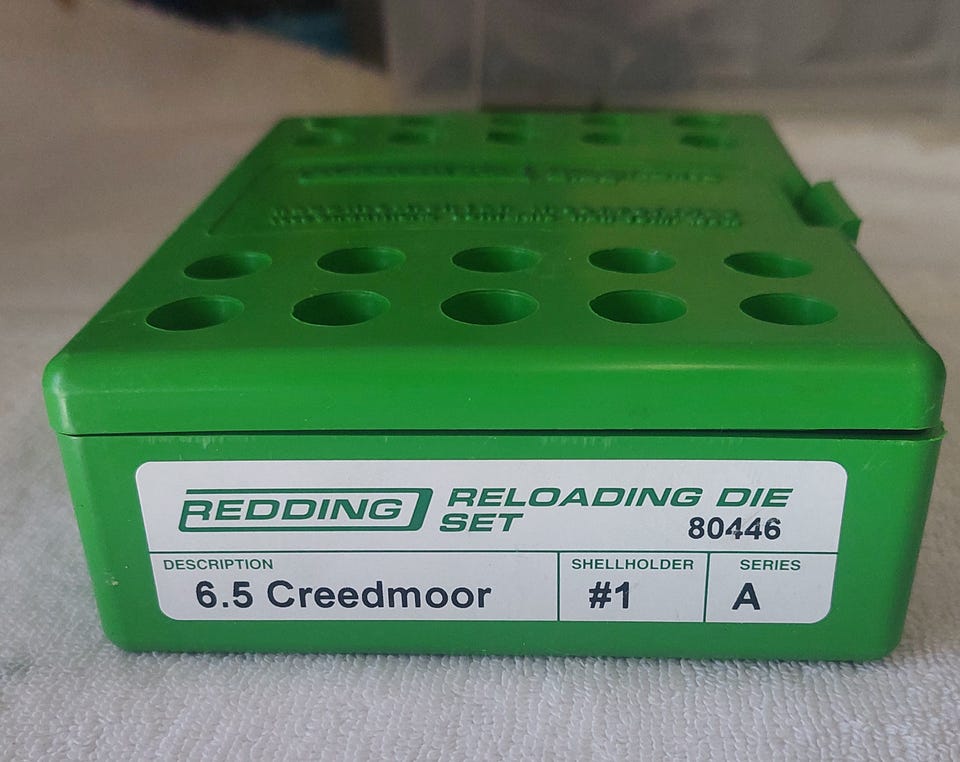 REDDING RELOADING DIE
SET 80446
DESCRIPTION SHELLHOLDER SERIES
6.5 Creedmoor #1 A